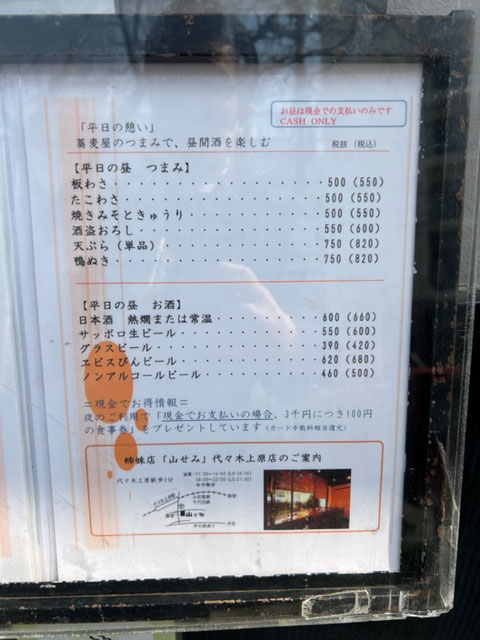 お昼は現金での支払いのみです
CASH ONLY
「平日の憩い」
蕎麦屋のつまみで、昼間酒を楽しむ 税抜(税込)
【平日の昼 つまみ】
板わさ・・・・・・・・・・・・・・・・500(550)
たこわさ・・・・・・・・・・・・・・・500(550)
焼きみそときゅうり・・・・・・・・・・500(550)
酒盗おろし・・・・・・・・・・・・・・550(600)
天ぷら(単品)・・・・・・・・・・・・750(820)
鴨ぬき・・・・・・・・・・・・・・・・750(820)
【平日の昼 お酒】
日本酒 熱燗または常温・・・・・・・・600(660)
サッポロ生ビール・・・・・・・・・・・550(600)
グラスビール・・・・・・・・・・・・・390(420)
エビスびんビール・・・・・・・・・・・620(680)
ノンアルコールビール・・・・・・・・・460(500)
=現金でお得情報=
夜のご利用で「現金でお支払いの場合、3千円につき100円
の食事券」をプレゼントしています(カード手数料相当還元)
姉妹店「山せみ」代々木上原店のご案内
代々木上原駅歩3分